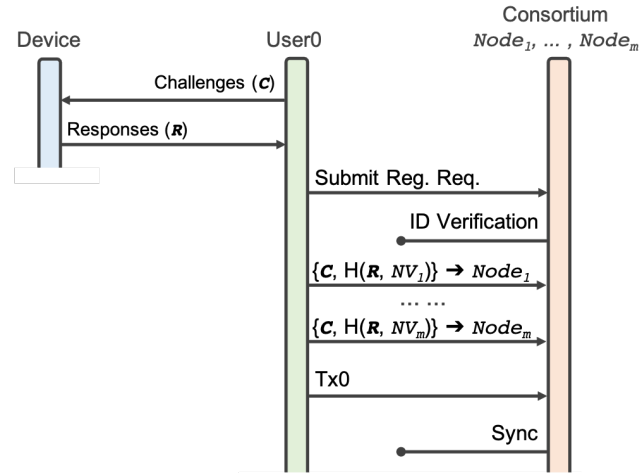 Consortium
Device
User0
Node1, ... , Nodem
Challenges (C)
Responses (R)
Submit Reg. Req.
ID Verification
{C, H(R, NV1)} ➔ Node1
... ...
{C, H(R, NVm)} ➔ Nodem
Tx0
Sync